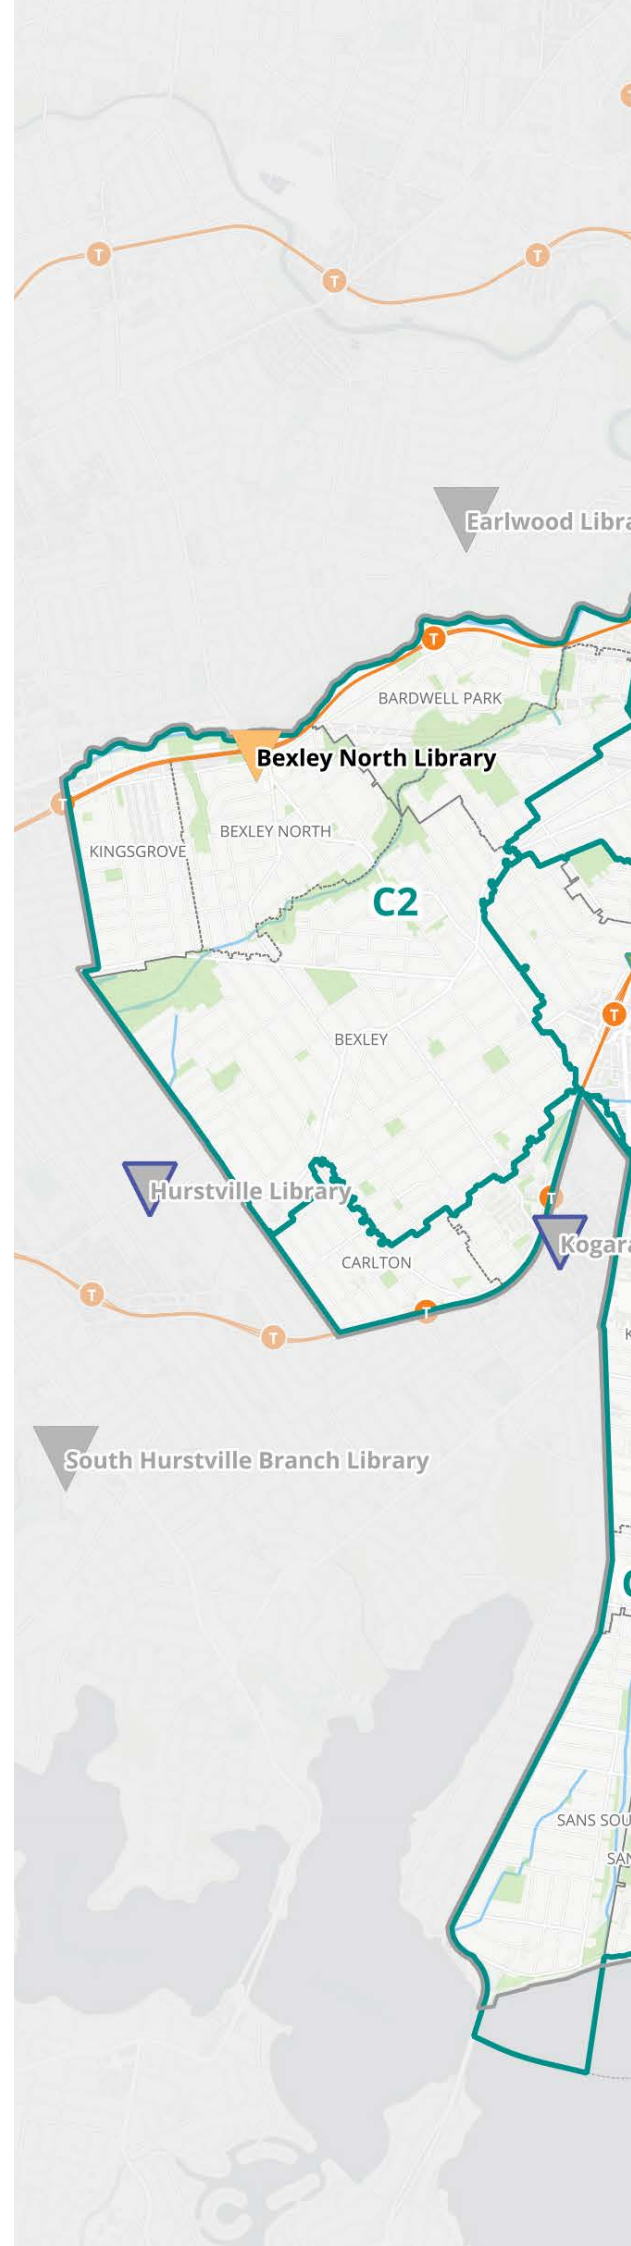 T
T
T
Earlwood Libra
T
BARDWELL PARK
Bexley North Library
T
BEXLEY NORTH
KINGSGROVE
C2
T
BEXLEY
Hurstville Library
T
Kogara
CARLTON
T
T
T
K
South Hurstville Branch Library
SANS SOU
SAN